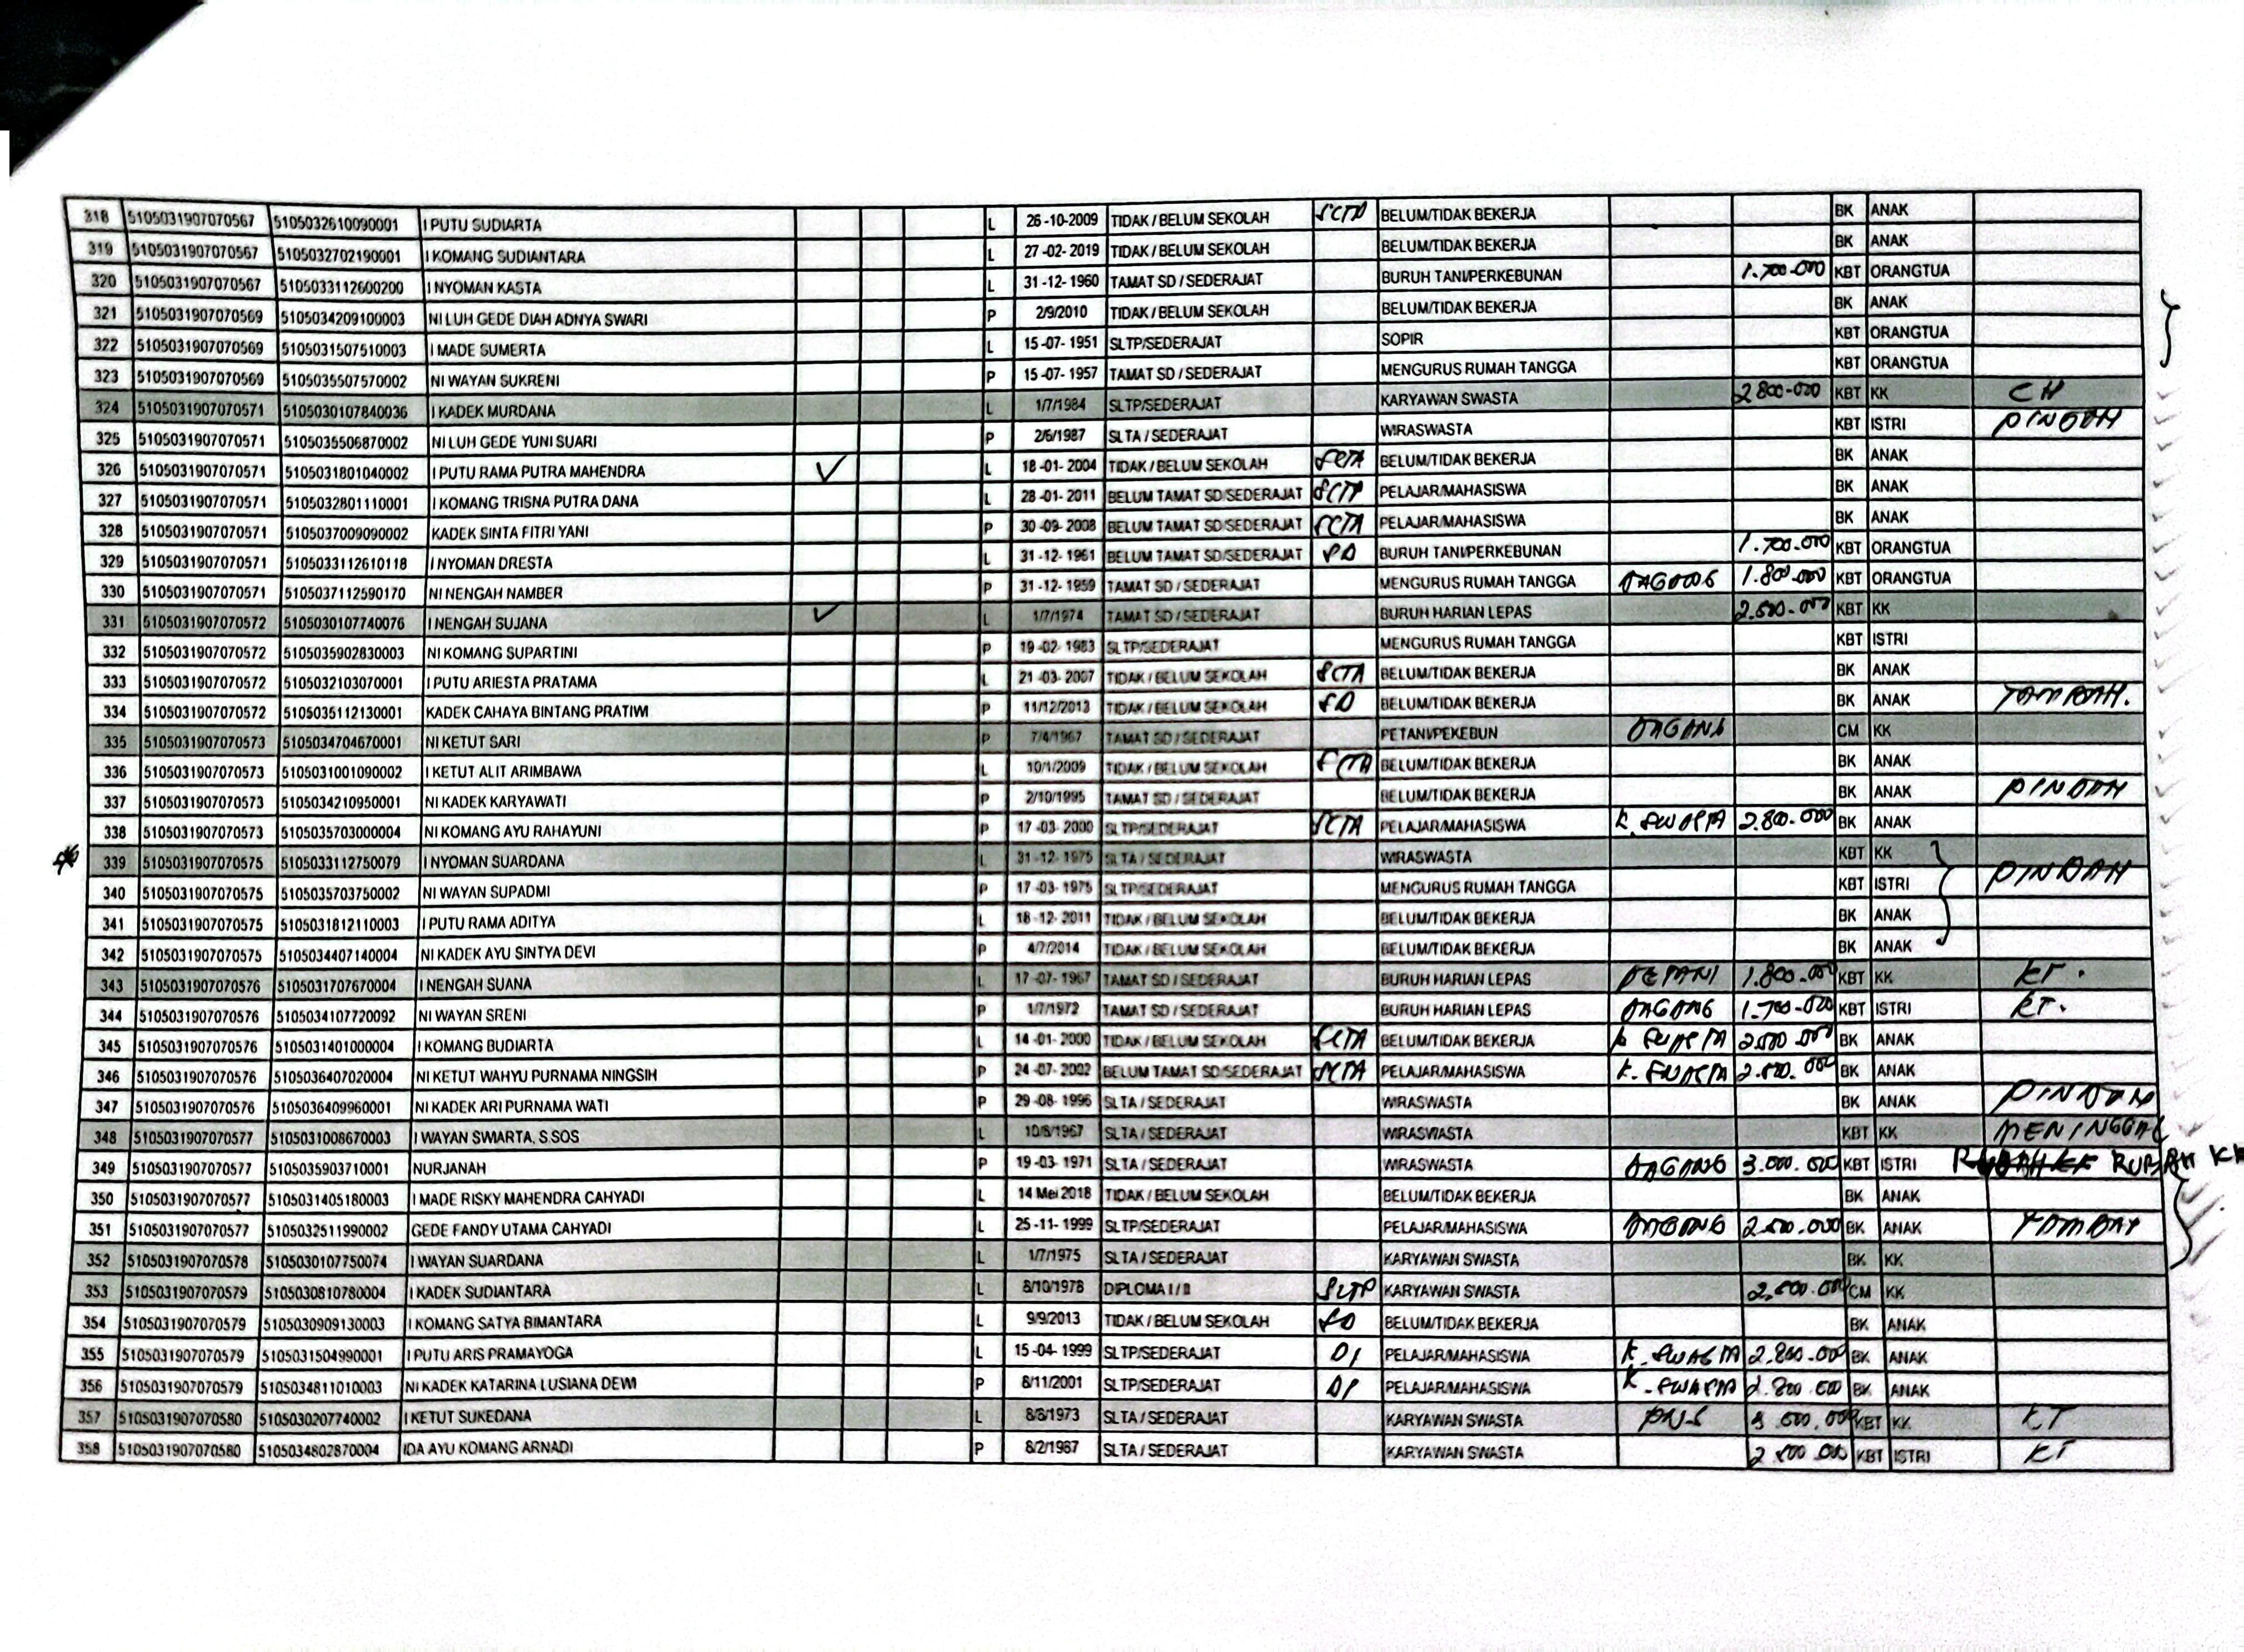 318 5105031907070567 5105032610090001 I PUTU SUDIARTA L 26 -10-2009 TIDAK / BELUM SEKOLAH SLTA BELUM/TIDAK BEKERJA BK ANAK
319 5105031907070567 5105032702190001 I KOMANG SUDIANTARA L 27 -02- 2019 TIDAK / BELUM SEKOLAH BELUM/TIDAK BEKERJA BK ANAK
320 5105031907070567 5105033112600200 I NYOMAN KASTA L 31 -12- 1960 TAMAT SD / SEDERAJAT BURUH TANI/PERKEBUNAN 1.700.000 KBT ORANGTUA
321 5105031907070569 5105034209100003 NI LUH GEDE DIAH ADNYA SWARI P 2/9/2010 TIDAK / BELUM SEKOLAH BELUM/TIDAK BEKERJA BK ANAK
322 5105031907070569 5105031507510003 I MADE SUMERTA L 15 -07- 1951 SLTP/SEDERAJAT SOPIR KBT ORANGTUA
323 5105031907070569 5105035507570002 NI WAYAN SUKRENI P 15 -07- 1957 TAMAT SD / SEDERAJAT MENGURUS RUMAH TANGGA KBT ORANGTUA
324 5105031907070571 5105030107840036 I KADEK MURDANA L 1/7/1984 SLTP/SEDERAJAT KARYAWAN SWASTA 2 800-000 KBT KK CH
325 5105031907070571 5105035506870002 NI LUH GEDE YUNI SUARI P 2/6/1987 SLTA / SEDERAJAT WIRASWASTA KBT ISTRI PINDAH
326 5105031907070571 5105031801040002 I PUTU RAMA PUTRA MAHENDRA ✓ L 18 -01- 2004 TIDAK / BELUM SEKOLAH SLTA BELUM/TIDAK BEKERJA BK ANAK
327 5105031907070571 5105032801110001 I KOMANG TRISNA PUTRA DANA L 28 -01- 2011 BELUM TAMAT SD/SEDERAJAT SLTP PELAJAR/MAHASISWA BK ANAK
328 5105031907070571 5105037009090002 KADEK SINTA FITRI YANI P 30 -09- 2008 BELUM TAMAT SD/SEDERAJAT SLTA PELAJAR/MAHASISWA BK ANAK
329 5105031907070571 5105033112610118 I NYOMAN DRESTA L 31 -12- 1961 BELUM TAMAT SD/SEDERAJAT SD BURUH TANI/PERKEBUNAN 1.700.000 KBT ORANGTUA
330 5105031907070571 5105037112590170 NI NENGAH NAMBER P 31 -12- 1959 TAMAT SD / SEDERAJAT MENGURUS RUMAH TANGGA DAGANG 1.800.000 KBT ORANGTUA
331 5105031907070572 5105030107740076 I NENGAH SUJANA ✓ L 1/7/1974 TAMAT SD / SEDERAJAT BURUH HARIAN LEPAS KBT KK
332 5105031907070572 5105035902830003 NI KOMANG SUPARTINI P 19 -02- 1983 SLTP/SEDERAJAT MENGURUS RUMAH TANGGA KBT ISTRI
333 5105031907070572 5105032103070001 I PUTU ARIESTA PRATAMA L 21 -03- 2007 TIDAK / BELUM SEKOLAH SLTA BELUM/TIDAK BEKERJA BK ANAK
334 5105031907070572 5105035112130001 KADEK CAHAYA BINTANG PRATIWI P 11/12/2013 TIDAK / BELUM SEKOLAH SD BELUM/TIDAK BEKERJA BK ANAK TAMBAH.
335 5105031907070573 5105034704670001 NI KETUT SARI P 7/4/1967 TAMAT SD / SEDERAJAT PETANI/PEKEBUN DAGANG CM KK
336 5105031907070573 5105031001090002 I KETUT ALIT ARIMBAWA L 10/1/2009 TIDAK / BELUM SEKOLAH SLTA BELUM/TIDAK BEKERJA BK ANAK
337 5105031907070573 5105034210950001 NI KADEK KARYAWATI P 2/10/1995 TAMAT SD / SEDERAJAT BELUM/TIDAK BEKERJA BK ANAK PINDAH
338 5105031907070573 5105035703000004 NI KOMANG AYU RAHAYUNI P 17 -03- 2000 SLTP/SEDERAJAT SLTA PELAJAR/MAHASISWA K. SWASTA 2.800.000 BK ANAK
339 5105031907070575 5105033112750079 I NYOMAN SUARDANA L 31 -12- 1975 SLTA / SEDERAJAT WIRASWASTA KBT KK
340 5105031907070575 5105035703750002 NI WAYAN SUPADMI P 17 -03- 1975 SLTP/SEDERAJAT MENGURUS RUMAH TANGGA KBT ISTRI PINDAH
341 5105031907070575 5105031812110003 I PUTU RAMA ADITYA L 18 -12- 2011 TIDAK / BELUM SEKOLAH BELUM/TIDAK BEKERJA BK ANAK
342 5105031907070575 5105034407140004 NI KADEK AYU SINTYA DEVI P 4/7/2014 TIDAK / BELUM SEKOLAH BELUM/TIDAK BEKERJA BK ANAK
343 5105031907070576 5105031707670004 I NENGAH SUANA L 17 -07- 1967 TAMAT SD / SEDERAJAT BURUH HARIAN LEPAS PETANI 1.800.000 KBT KK KT.
344 5105031907070576 5105034107720092 NI WAYAN SRENI P 1/7/1972 TAMAT SD / SEDERAJAT BURUH HARIAN LEPAS DAGANG 1.700-000 KBT ISTRI KT.
345 5105031907070576 5105031401000004 I KOMANG BUDIARTA L 14 -01- 2000 TIDAK / BELUM SEKOLAH SLTA BELUM/TIDAK BEKERJA K SWASTA BK ANAK
346 5105031907070576 5105036407020004 NI KETUT WAHYU PURNAMA NINGSIH P 24 -07- 2002 BELUM TAMAT SD/SEDERAJAT SLTA PELAJAR/MAHASISWA K. SWASTA BK ANAK
347 5105031907070576 5105036409960001 NI KADEK ARI PURNAMA WATI P 29 -08- 1996 SLTA / SEDERAJAT WIRASWASTA BK ANAK PINDAH
348 5105031907070577 5105031008670003 I WAYAN SWIARTA, S.SOS L 10/8/1967 SLTA / SEDERAJAT WIRASWASTA KBT KK MENINGGAL
349 5105031907070577 5105035903710001 NURJANAH P 19 -03- 1971 SLTA / SEDERAJAT WIRASWASTA DAGANG 3.000.000 KBT ISTRI RUBAH KK
350 5105031907070577 5105031405180003 I MADE RISKY MAHENDRA CAHYADI L 14 Mei 2018 TIDAK / BELUM SEKOLAH BELUM/TIDAK BEKERJA BK ANAK
351 5105031907070577 5105032511990002 GEDE FANDY UTAMA CAHYADI L 25 -11- 1999 SLTP/SEDERAJAT PELAJAR/MAHASISWA DAGANG 2.500.000 BK ANAK TAMBAH
352 5105031907070578 5105030107750074 I WAYAN SUARDANA L 1/7/1975 SLTA / SEDERAJAT KARYAWAN SWASTA BK KK
353 5105031907070579 5105030810780004 I KADEK SUDIANTARA L 8/10/1978 DIPLOMA I / II SLTP KARYAWAN SWASTA CM KK
354 5105031907070579 5105030909130003 I KOMANG SATYA BIMANTARA L 9/9/2013 TIDAK / BELUM SEKOLAH SD BELUM/TIDAK BEKERJA BK ANAK
355 5105031907070579 5105031504990001 I PUTU ARIS PRAMAYOGA L 15 -04- 1999 SLTP/SEDERAJAT D1 PELAJAR/MAHASISWA K. SWASTA 2.800.000 BK ANAK
356 5105031907070579 5105034811010003 NI KADEK KATARINA LUSIANA DEWI P 8/11/2001 SLTP/SEDERAJAT D1 PELAJAR/MAHASISWA K. SWASTA 2.800.000 BK ANAK
357 5105031907070580 5105030207740002 I KETUT SUKEDANA L 8/8/1973 SLTA / SEDERAJAT KARYAWAN SWASTA PNS KBT KK KT
358 5105031907070580 5105034802870004 IDA AYU KOMANG ARNADI P 8/2/1987 SLTA / SEDERAJAT KARYAWAN SWASTA 2 800 000 KBT ISTRI KT